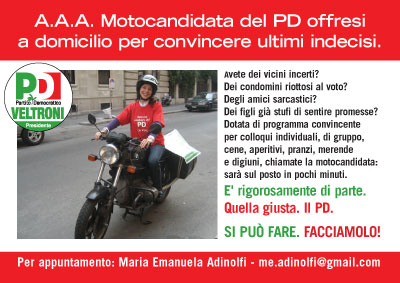 A.A.A. Motocandidata del PD offresi
a domicilio per convincere ultimi indecisi.
PD
Partito Democratico
VELTRONI
Presidente
Avete dei vicini incerti?
Dei condomini riottosi al voto?
Degli amici sarcastici?
Dei figli già stufi di sentire promesse?
Dotata di programma convincente
per colloqui individuali, di gruppo,
cene, aperitivi, pranzi, merende
e digiuni, chiamate la motocandidata:
sarà sul posto in pochi minuti.
E' rigorosamente di parte.
Quella giusta. Il PD.
SI PUÒ FARE. FACCIAMOLO!
Per appuntamento: Maria Emanuela Adinolfi - me.adinolfi@gmail.com